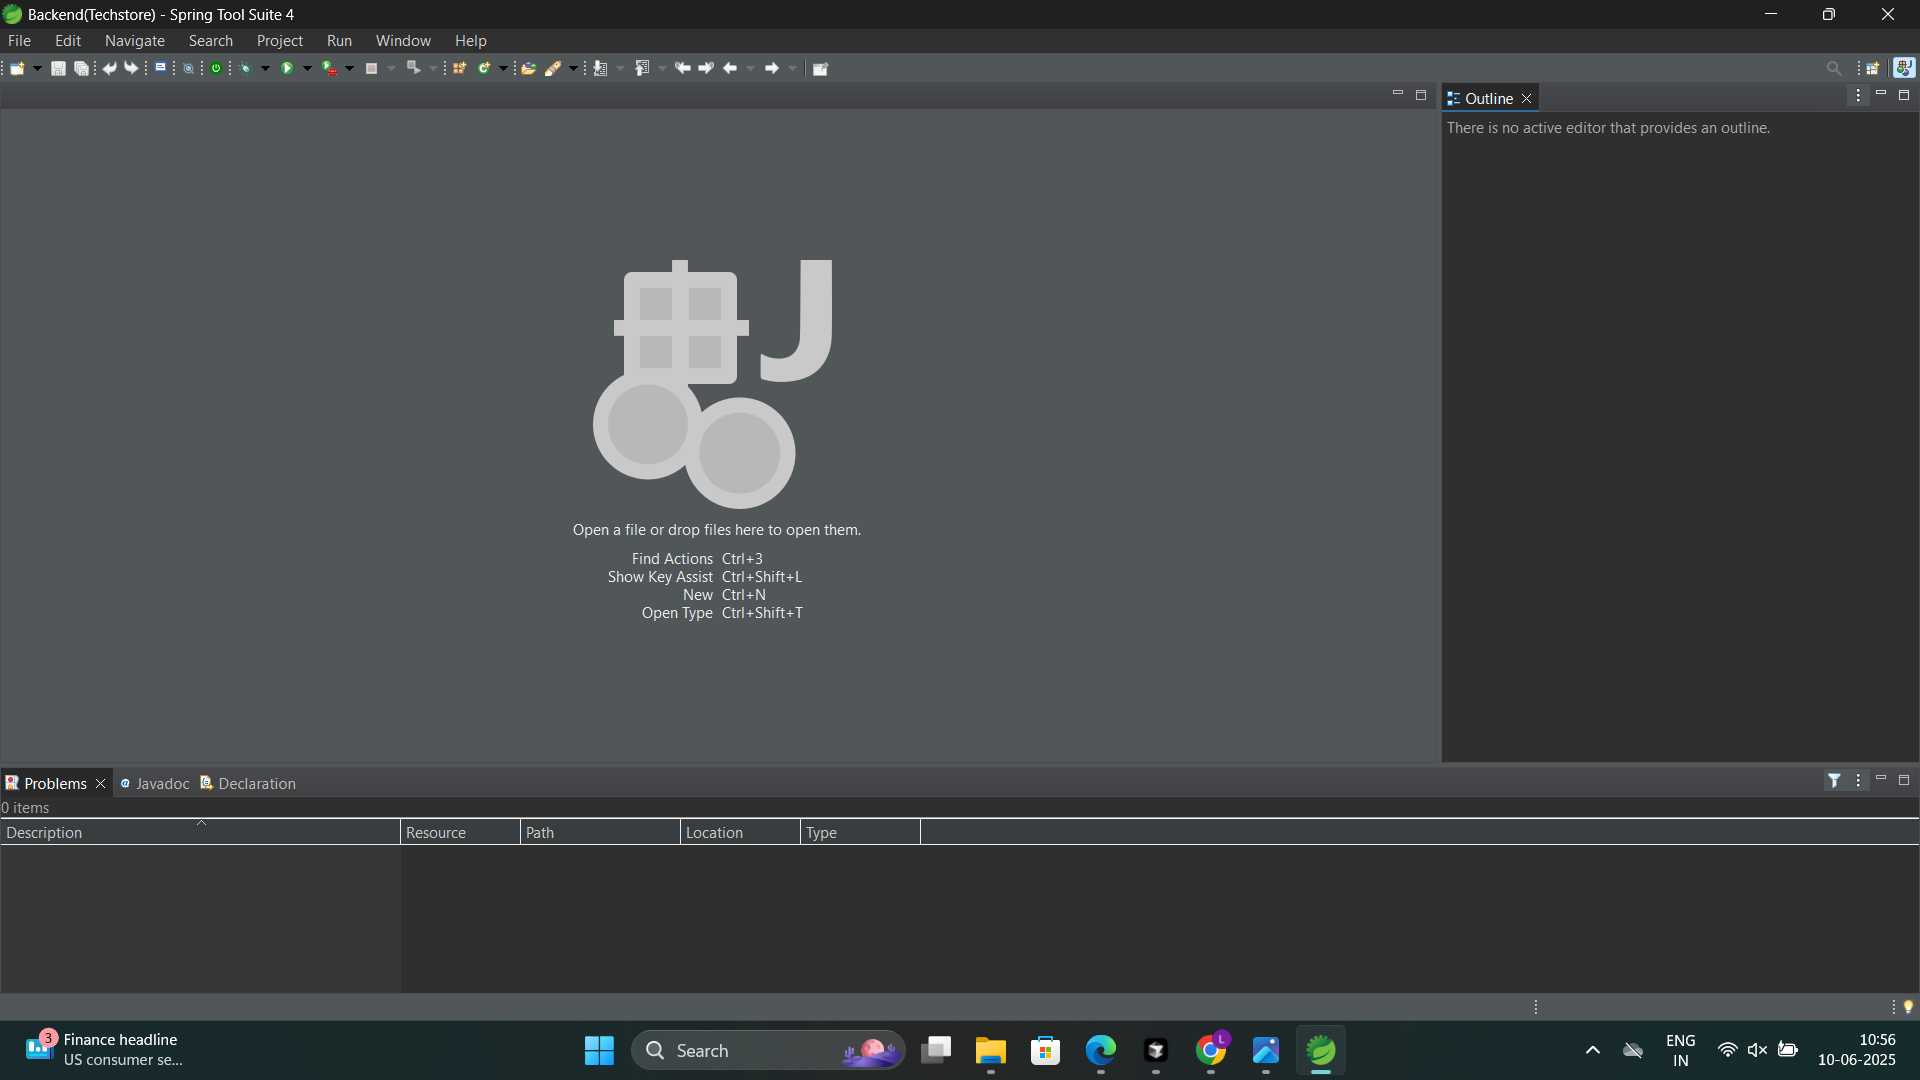 Backend(Techstore) - Spring Tool Suite 4
File Edit Navigate Search Project Run Window Help
Outline
There is no active editor that provides an outline.
J
Open a file or drop files here to open them.
Find Actions Ctrl+3
Show Key Assist Ctrl+Shift+L
New Ctrl+N
Open Type Ctrl+Shift+T
Problems Javadoc Declaration
0 items
Description Resource Path Location Type
3 Finance headline
US consumer se...
Search
L
ENG
IN
10:56
10-06-2025